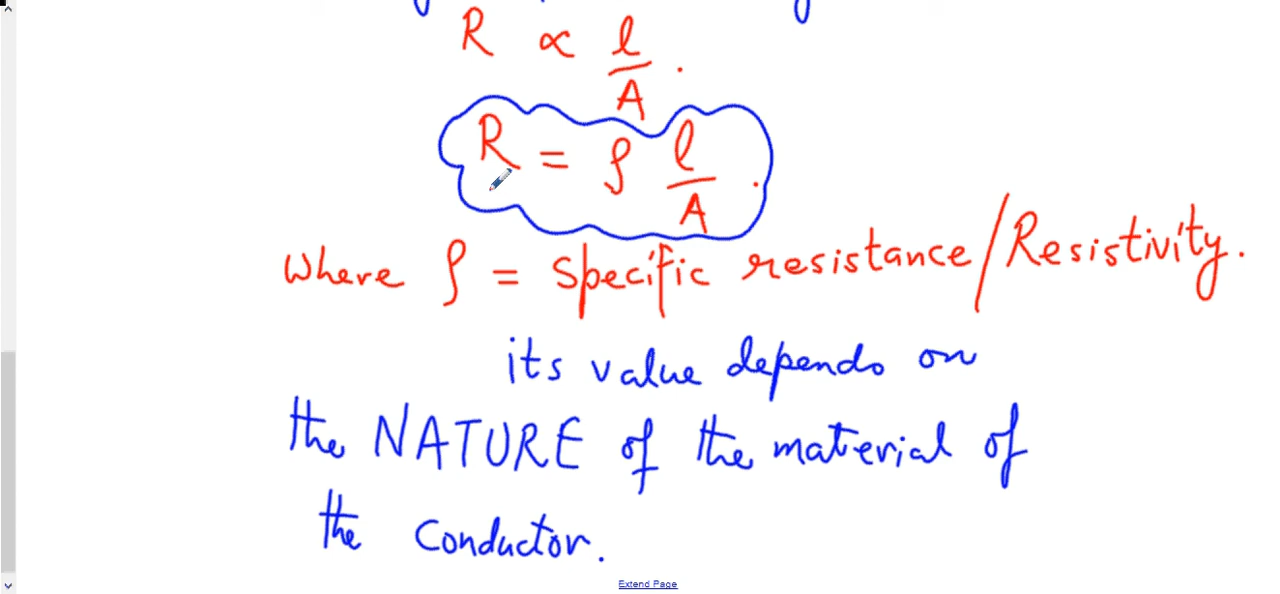 R ∝ l/A .
R = ρ l/A .
where ρ = Specific resistance/Resistivity.
its value depends on
the NATURE of the material of
the conductor.
Extend Page